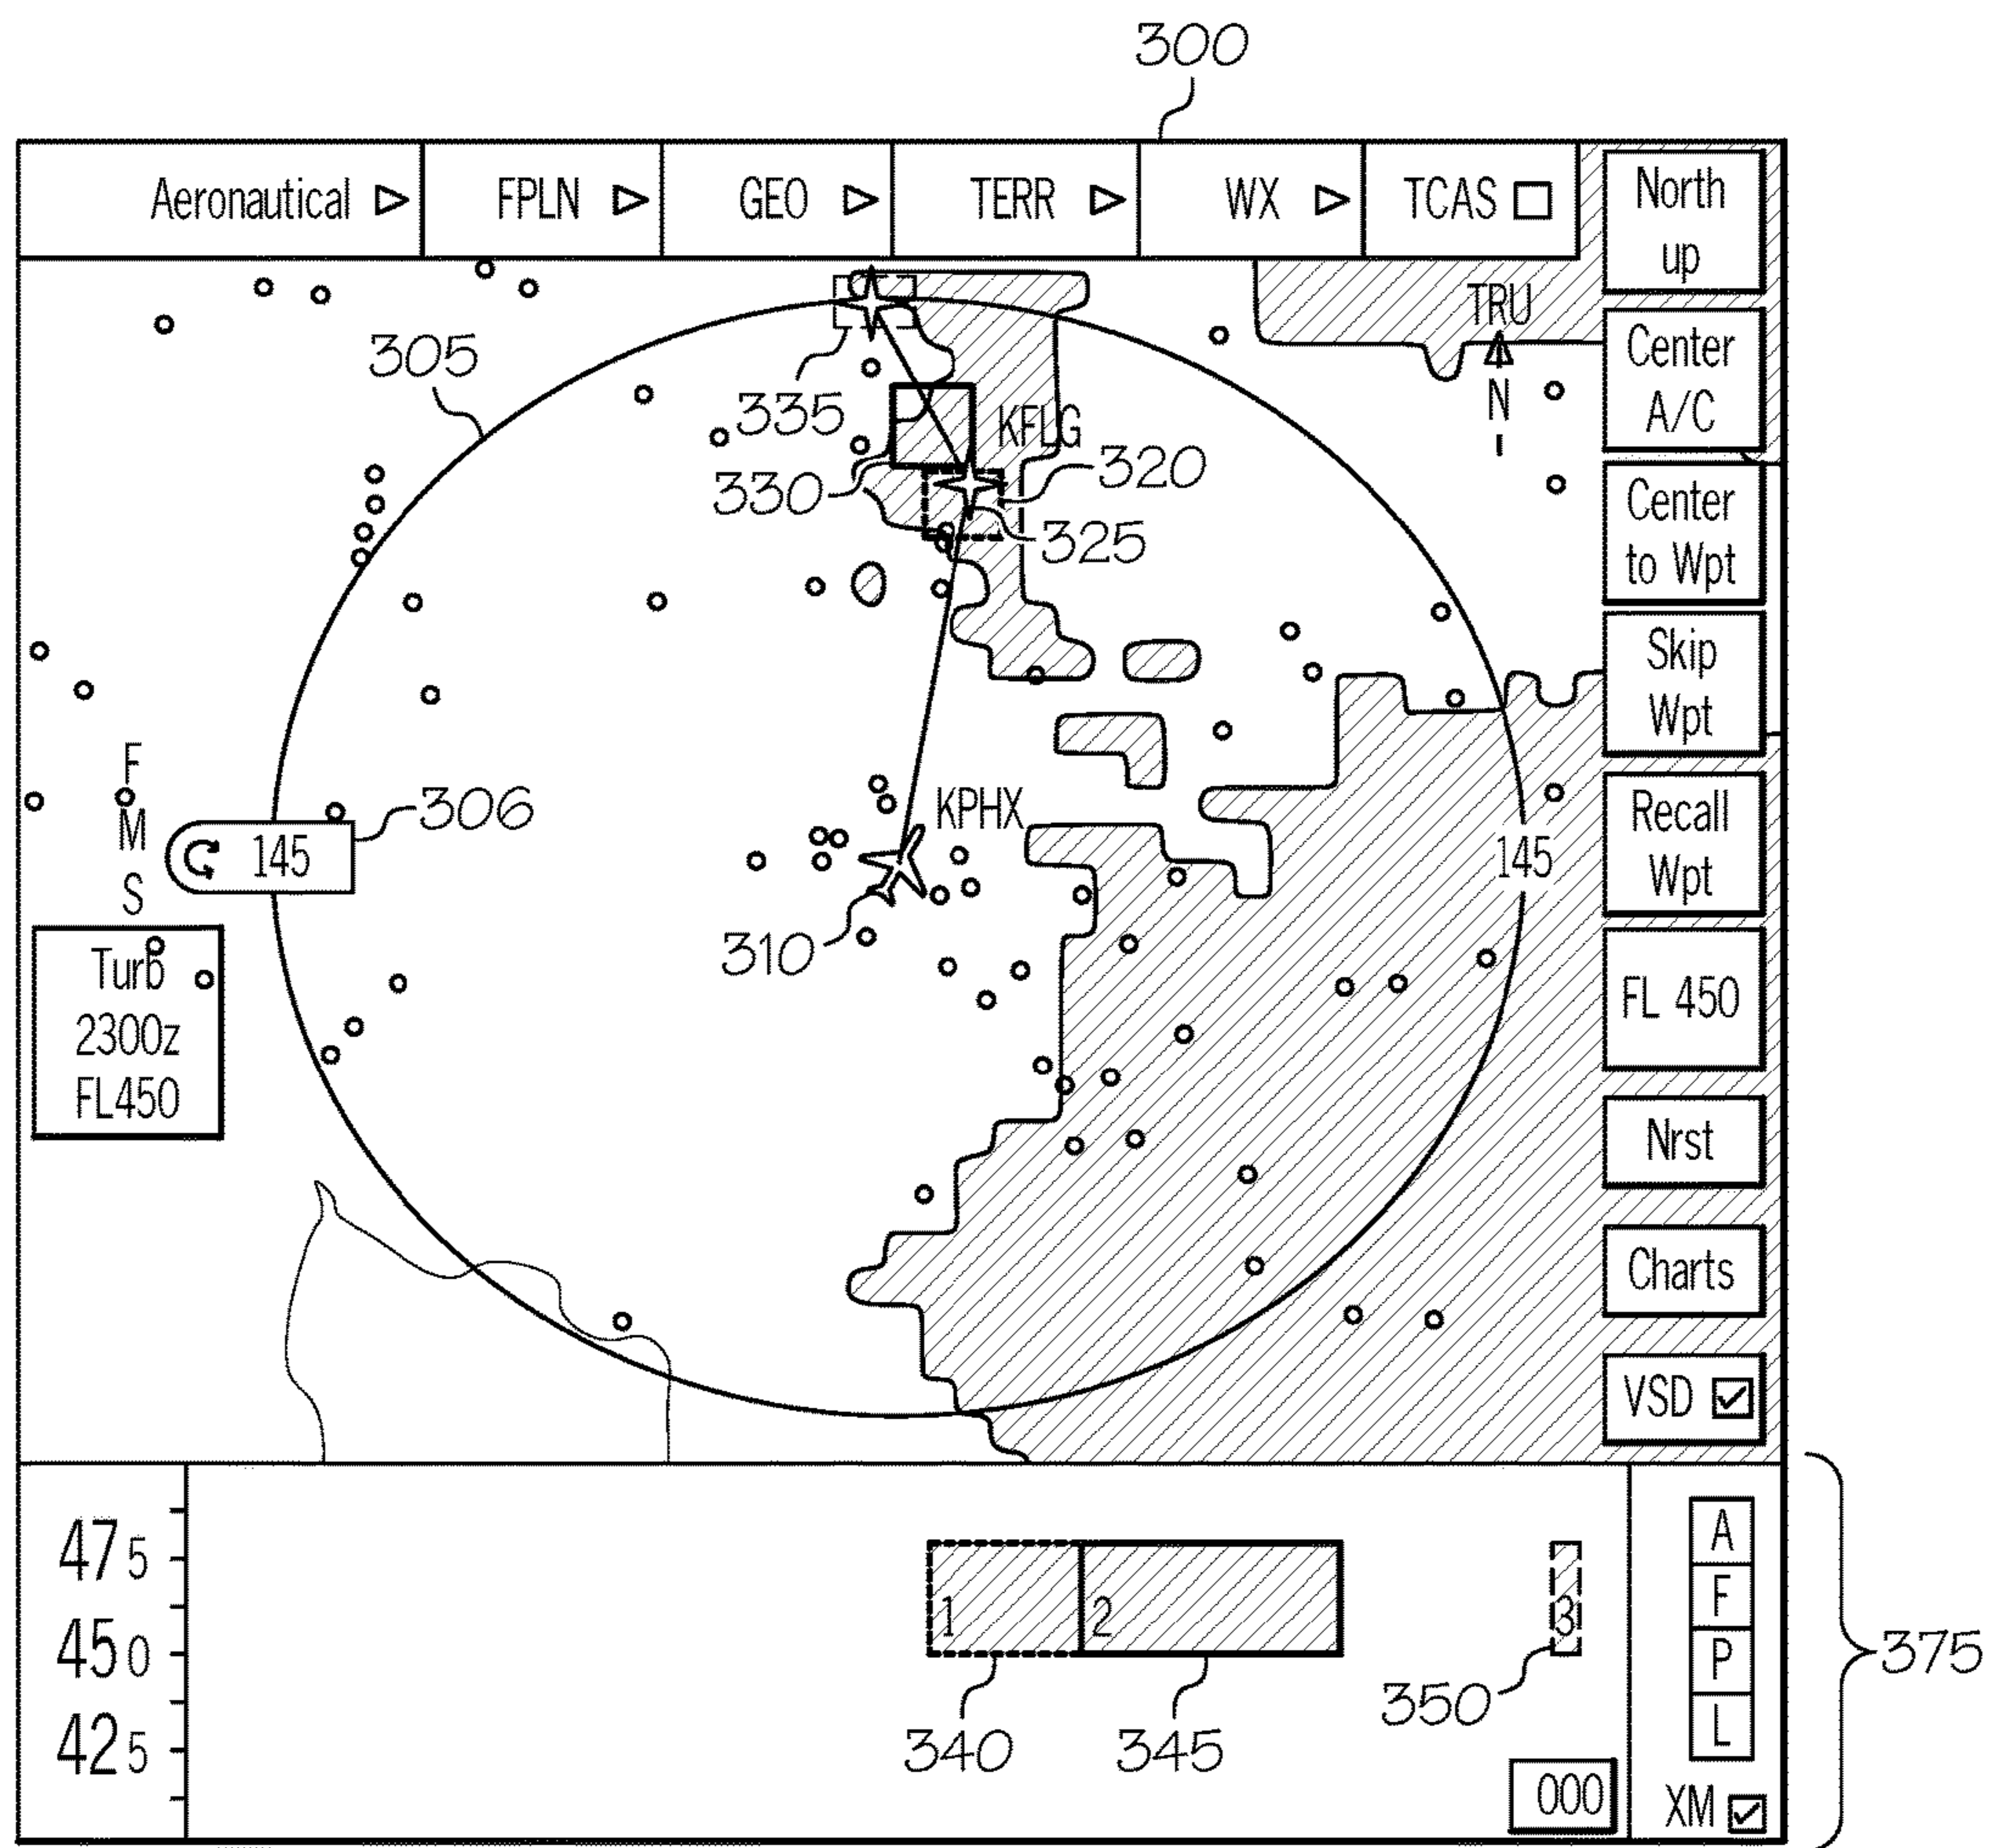 300
Aeronautical FPLN GEO TERR WX TCAS
North
up
TRU
N
Center
A/C
305
335
KFLG
330
320
325
Center
to Wpt
Skip
Wpt
F
M
S
306
145
KPHX
145
310
Recall
Wpt
Turb
2300z
FL450
FL 450
Nrst
Charts
VSD
475
450
425
1
2
3
340
345
350
000
A
F
P
L
XM
375